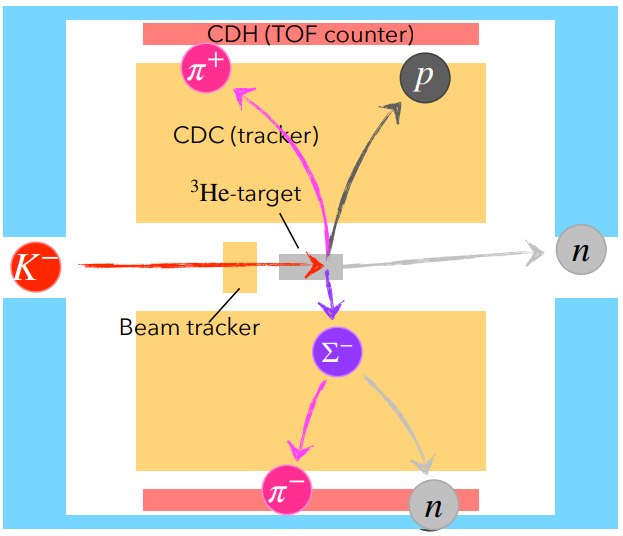 CDH (TOF counter)
π⁺
p
CDC (tracker)
³He-target
n
K⁻
Beam tracker
Σ⁻
π⁻
n